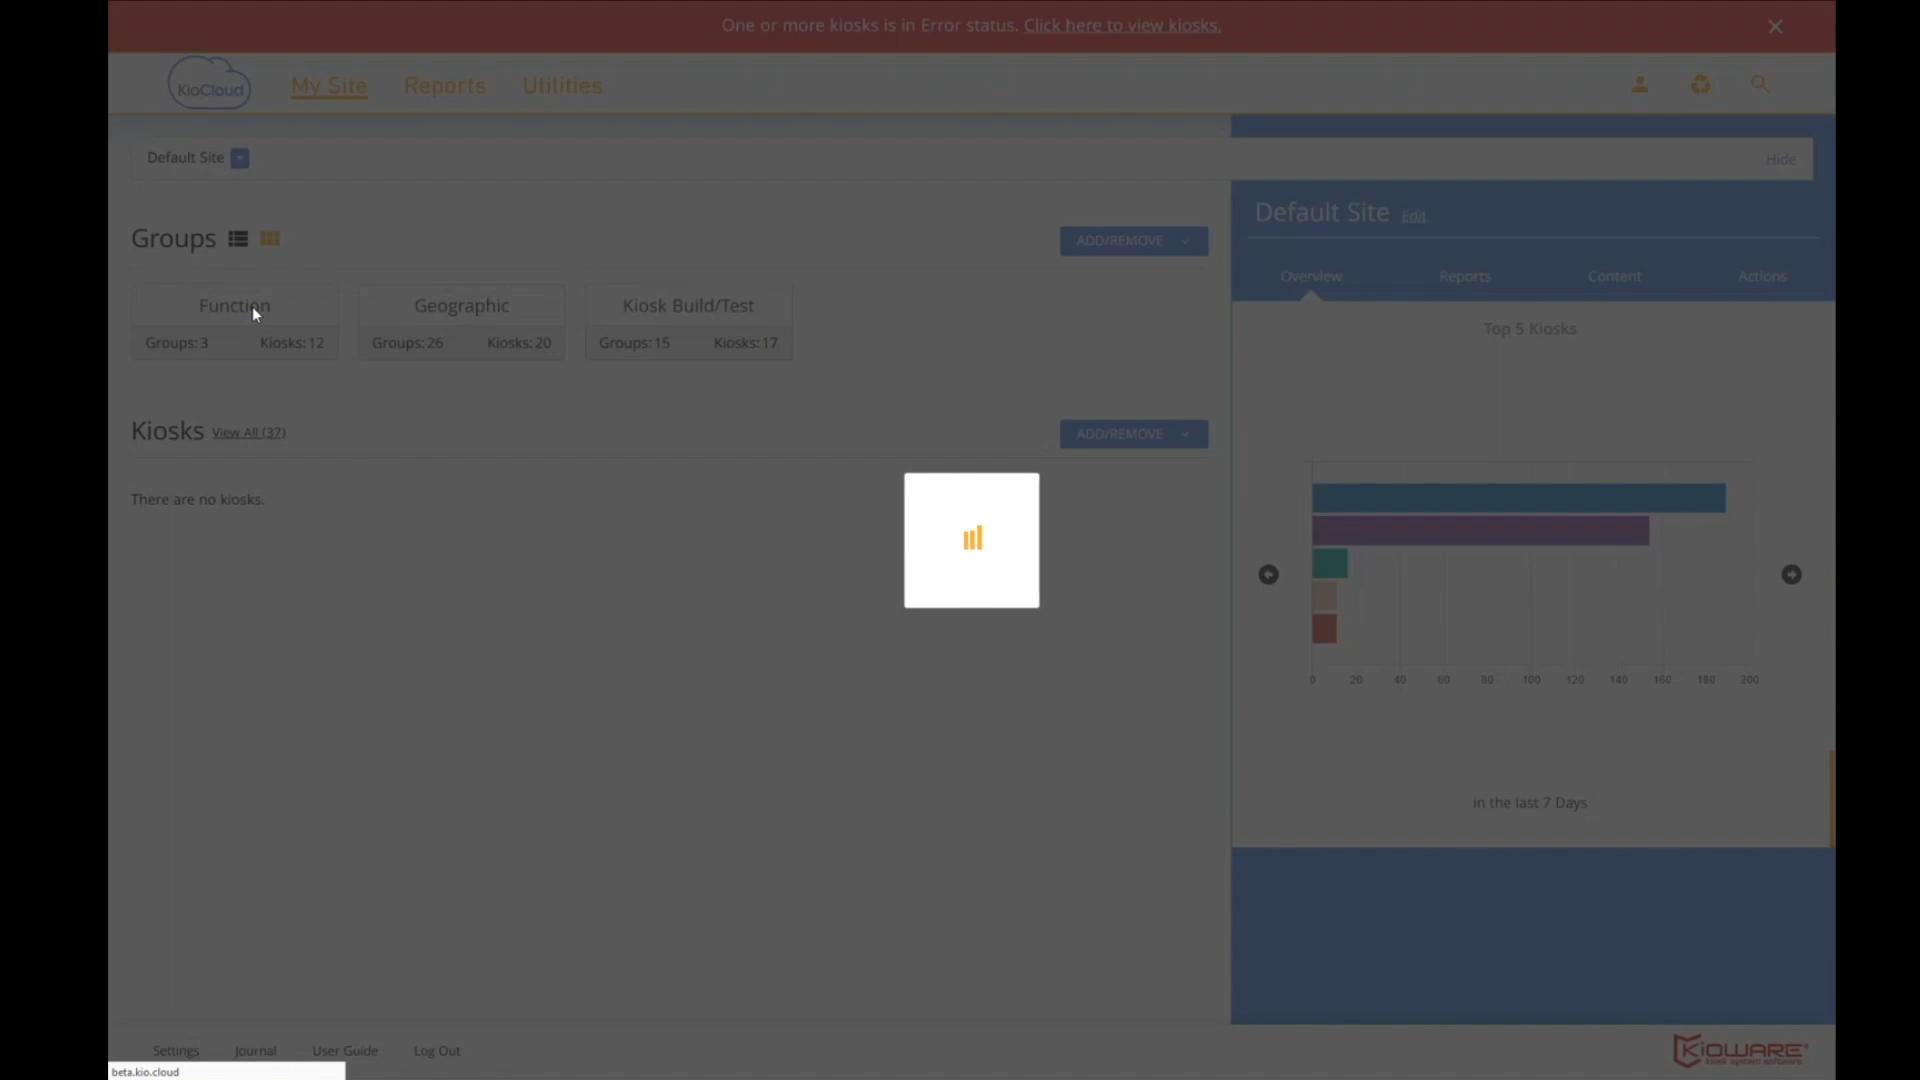 One or more kiosks is in Error status. Click here to view kiosks.
KioCloud
My Site
Reports
Utilities
Default Site
Hide
Groups
ADD/REMOVE
Function
Groups: 3
Kiosks: 12
Geographic
Groups: 26
Kiosks: 20
Kiosk Build/Test
Groups: 15
Kiosks: 17
Kiosks View All (37)
ADD/REMOVE
There are no kiosks.
Default Site Edit
Overview
Reports
Content
Actions
Top 5 Kiosks
0 20 40 60 80 100 120 140 160 180 200
in the last 7 Days
Settings
Journal
User Guide
Log Out
KIOWARE®
kiosk system software
beta.kio.cloud